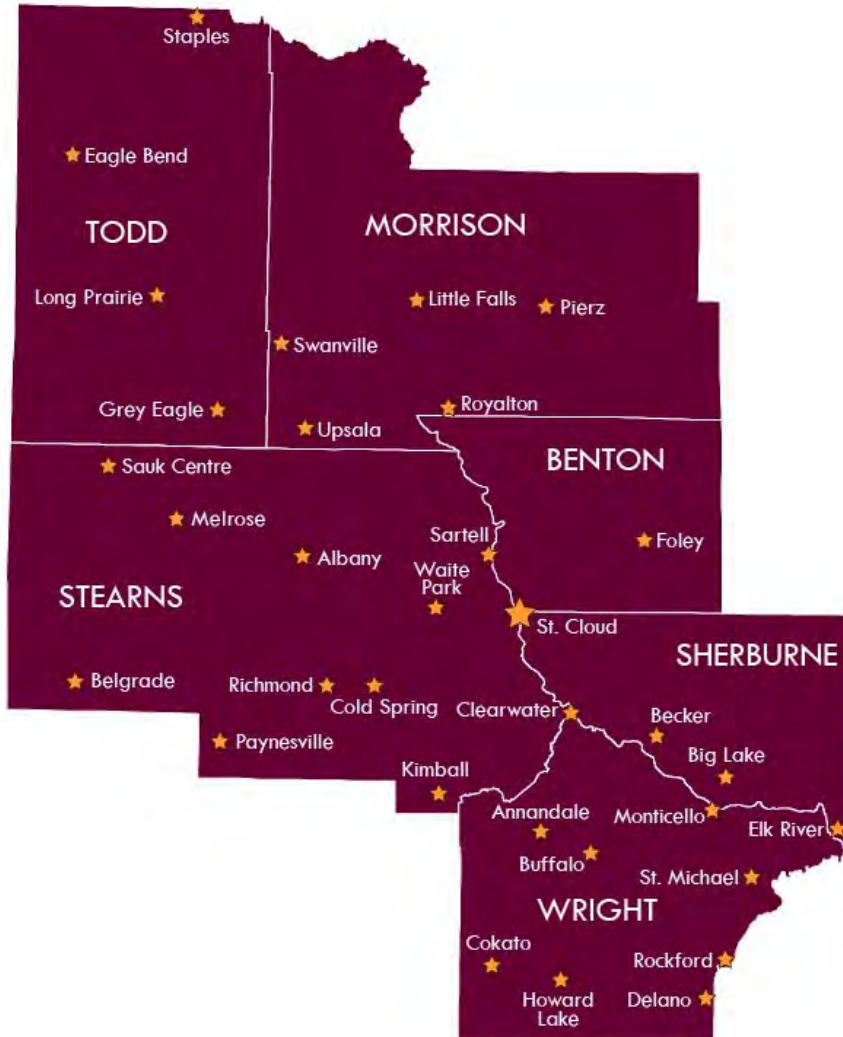 Staples
Eagle Bend
TODD
MORRISON
Long Prairie
Little Falls
Pierz
Swanville
Grey Eagle
Royalton
Upsala
BENTON
Sauk Centre
Melrose
Sartell
Foley
Albany
Waite
Park
STEARNS
St. Cloud
SHERBURNE
Belgrade
Richmond
Cold Spring
Clearwater
Becker
Paynesville
Big Lake
Kimball
Annandale
Monticello
Elk River
Buffalo
St. Michael
WRIGHT
Cokato
Rockford
Howard
Lake
Delano